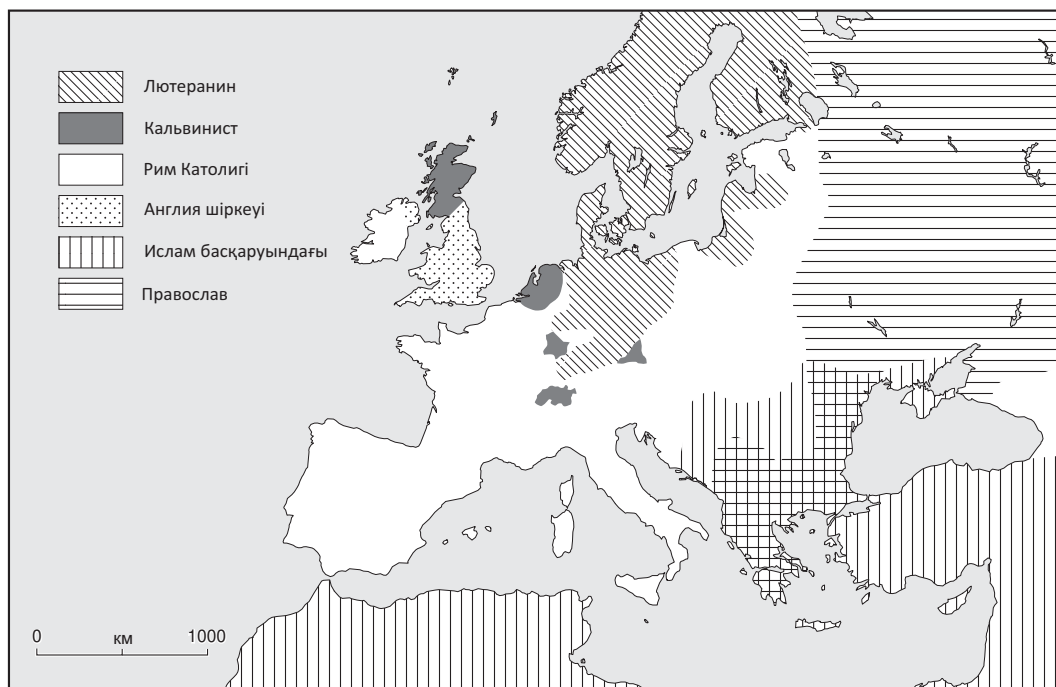 Лютеранин
Кальвинист
Рим Католигі
Англия шіркеуі
Ислам басқаруындағы
Православ
0 км 1000